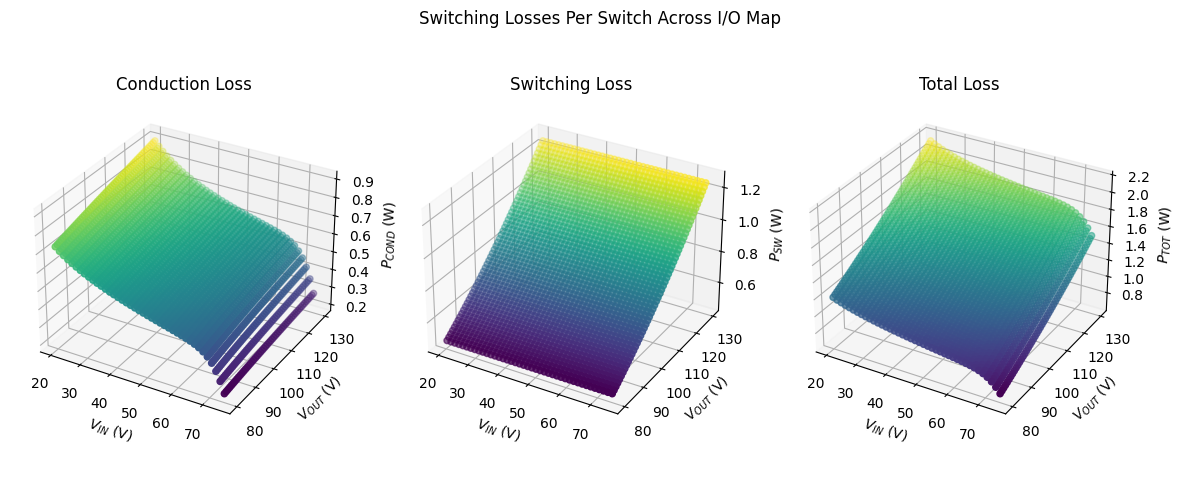 Switching Losses Per Switch Across I/O Map
Conduction Loss
20 30 40 50 60 70
V_IN (V)
80 90 100 110 120 130
V_OUT (V)
0.2 0.3 0.4 0.5 0.6 0.7 0.8 0.9
P_COND (W)
Switching Loss
20 30 40 50 60 70
V_IN (V)
80 90 100 110 120 130
V_OUT (V)
0.6 0.8 1.0 1.2
P_SW (W)
Total Loss
20 30 40 50 60 70
V_IN (V)
80 90 100 110 120 130
V_OUT (V)
0.8 1.0 1.2 1.4 1.6 1.8 2.0 2.2
P_TOT (W)